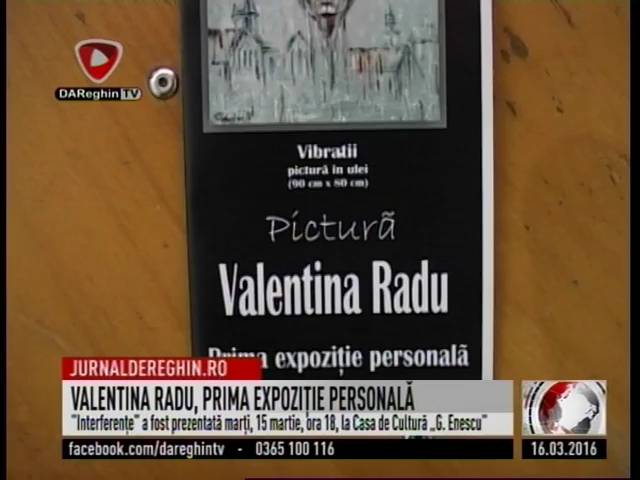 DAReghin TV
Vibratii
pictură în ulei
(90 cm x 80 cm)
Pictură
Valentina Radu
Prima expoziție personală
JURNALDEREGHIN.RO
VALENTINA RADU, PRIMA EXPOZIȚIE PERSONALĂ
"Interferențe" a fost prezentată marți, 15 martie, ora 18, la Casa de Cultură „G. Enescu"
facebook.com/dareghintv - 0365 100 116
16.03.2016